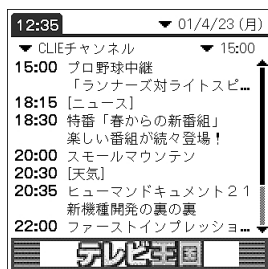 12:35 ▼ 01/4/23 (月)
▼ CLIEチャンネル ▼ 15:00
15:00 プロ野球中継
「ランナーズ対ライトスピ...
18:15 [ニュース]
18:30 特番「春からの新番組」
楽しい番組が続々登場！
20:00 スモールマウンテン
20:30 [天気]
20:35 ヒューマンドキュメント２１
新機種開発の裏の裏
22:00 ファーストインプレッショ...
テレビ王国